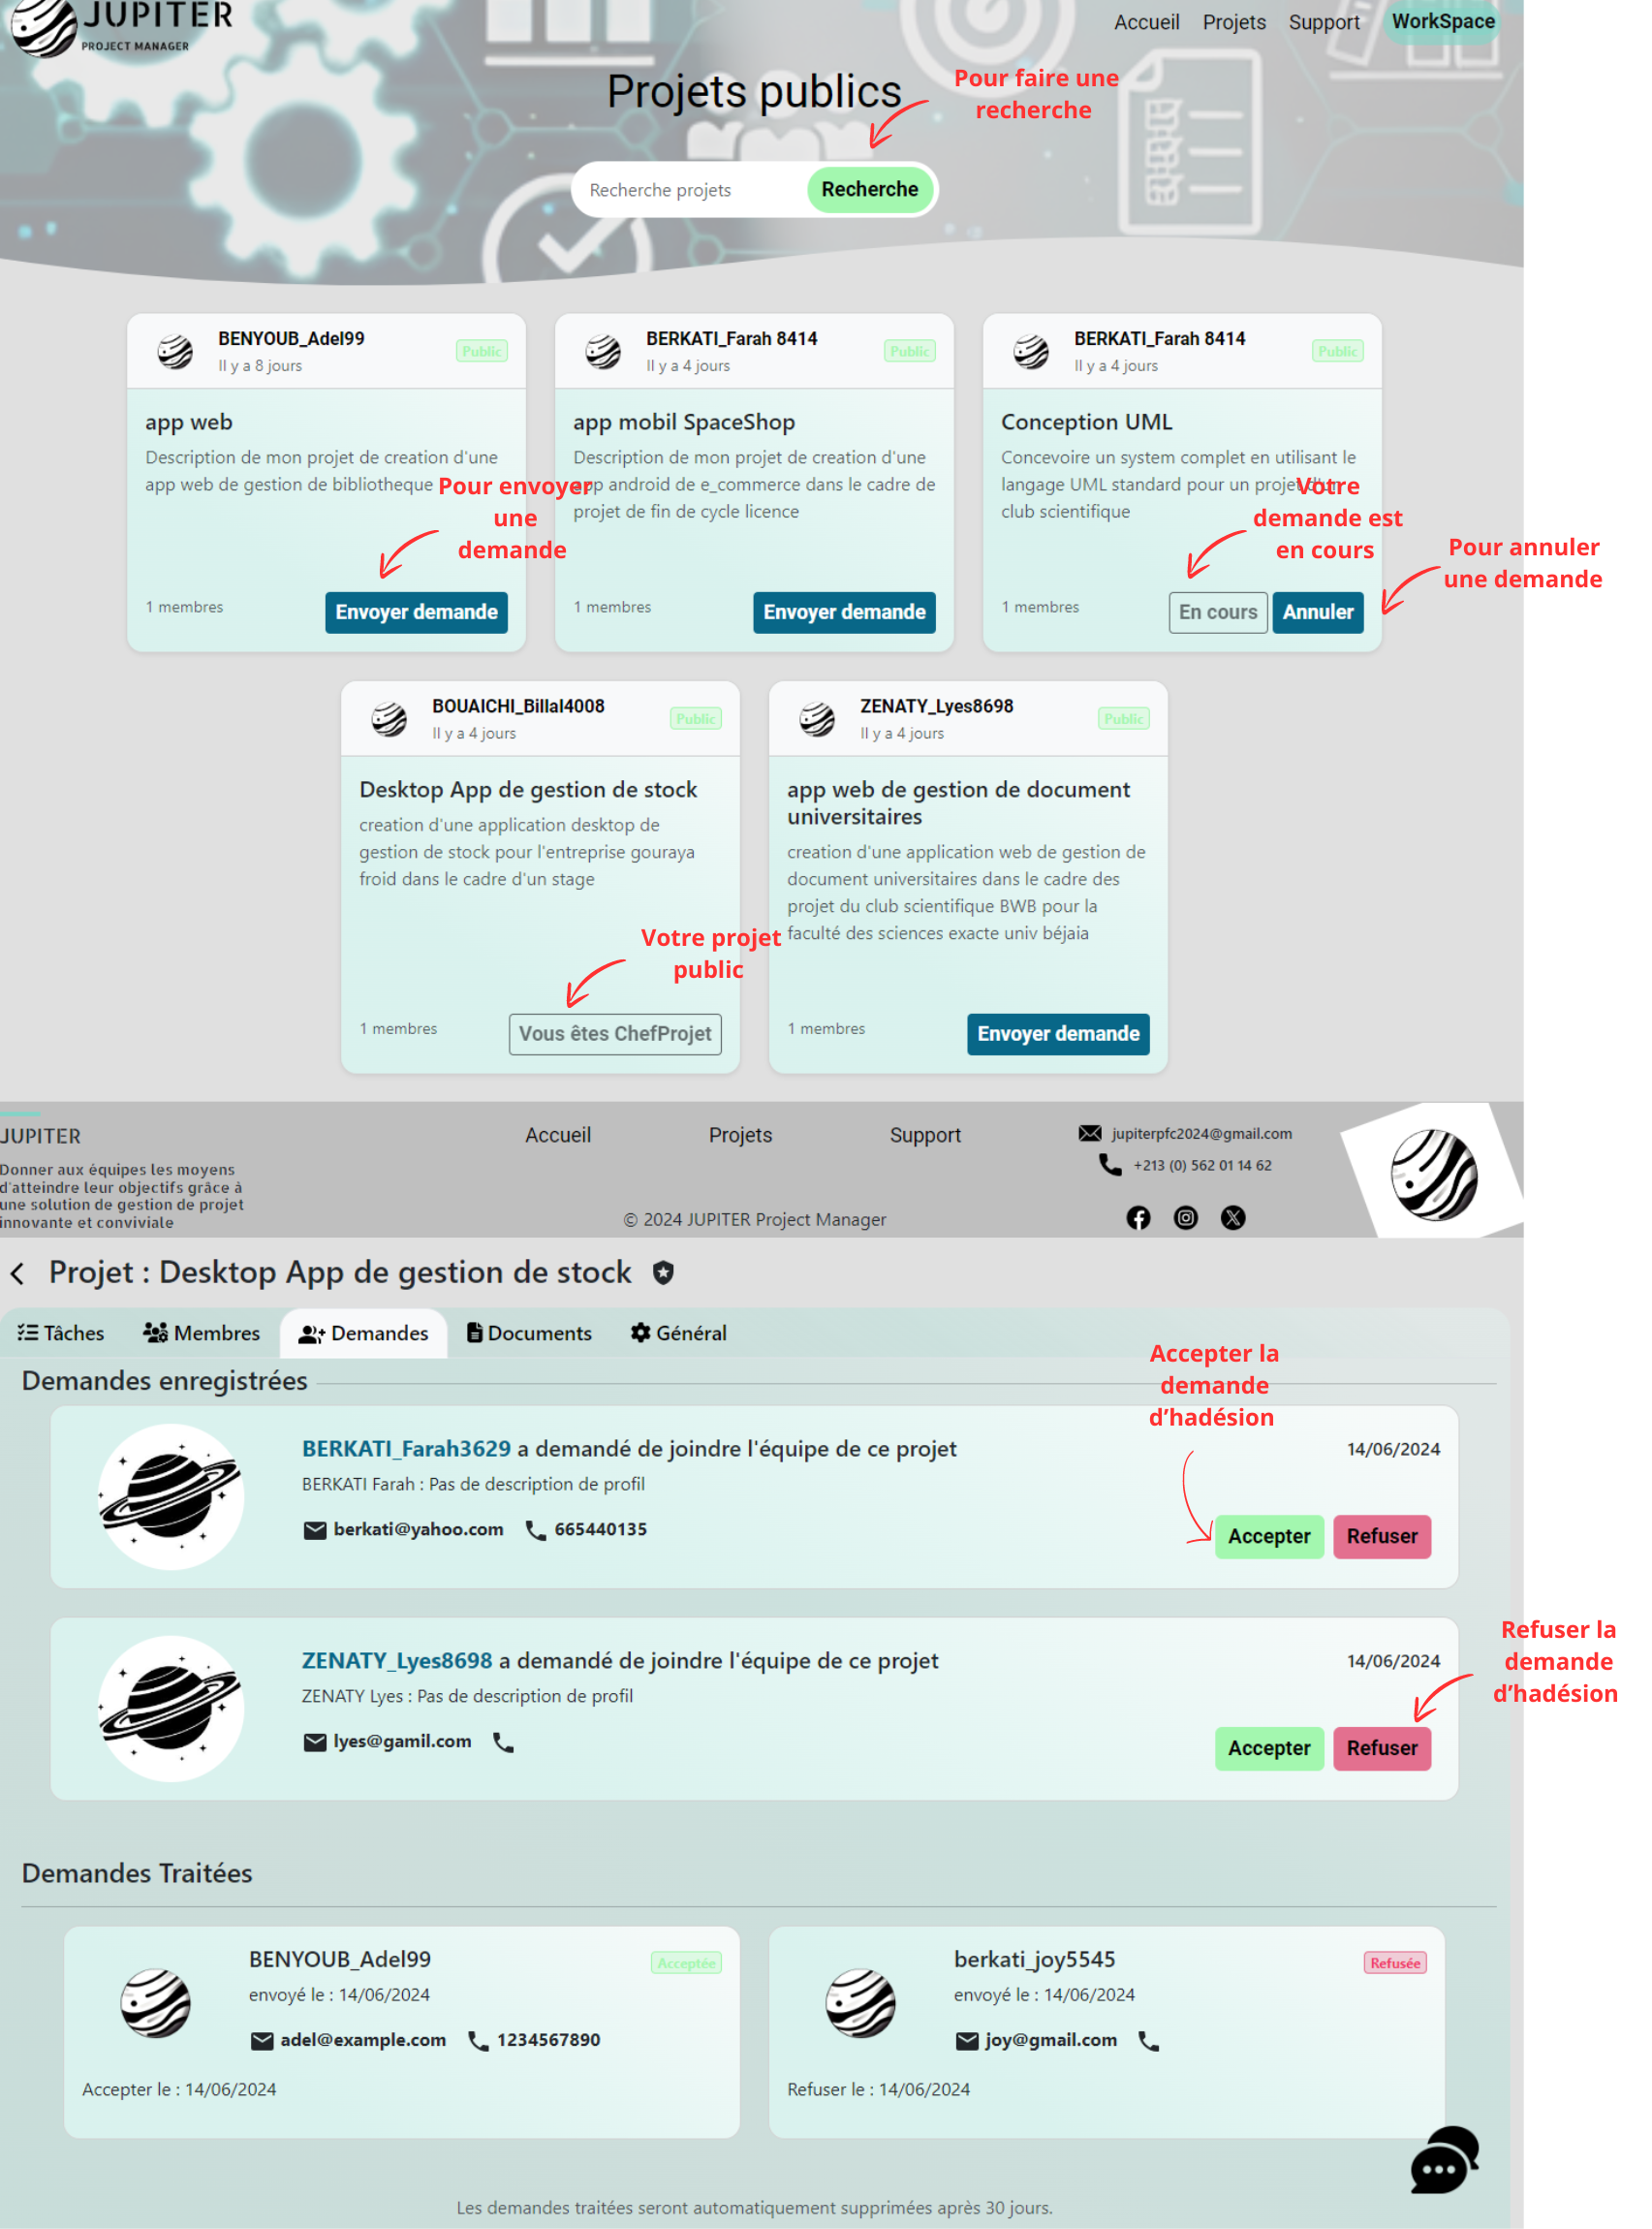 JUPITER
PROJECT MANAGER
Accueil Projets Support WorkSpace
Projets publics
Pour faire une
recherche
Recherche projets Recherche
BENYOUB_Adel99
Il y a 8 jours
Public
app web
Description de mon projet de creation d'une
app web de gestion de bibliotheque
Pour envoyer
une
demande
1 membres Envoyer demande
BERKATI_Farah 8414
Il y a 4 jours
Public
app mobil SpaceShop
Description de mon projet de creation d'une
app android de e_commerce dans le cadre de
projet de fin de cycle licence
1 membres Envoyer demande
BERKATI_Farah 8414
Il y a 4 jours
Public
Conception UML
Concevoire un system complet en utilisant le
langage UML standard pour un projet d'un
club scientifique
Votre
demande est
en cours
Pour annuler
une demande
1 membres En cours Annuler
BOUAICHI_Billal4008
Il y a 4 jours
Public
Desktop App de gestion de stock
creation d'une application desktop de
gestion de stock pour l'entreprise gouraya
froid dans le cadre d'un stage
Votre projet
public
1 membres Vous êtes ChefProjet
ZENATY_Lyes8698
Il y a 4 jours
Public
app web de gestion de document
universitaires
creation d'une application web de gestion de
document universitaires dans le cadre des
projet du club scientifique BWB pour la
faculté des sciences exacte univ béjaia
1 membres Envoyer demande
JUPITER
Donner aux équipes les moyens
d'atteindre leur objectifs grâce à
une solution de gestion de projet
innovante et conviviale
Accueil Projets Support
© 2024 JUPITER Project Manager
jupiterpfc2024@gmail.com
+213 (0) 562 01 14 62
Projet : Desktop App de gestion de stock
Tâches Membres Demandes Documents Général
Demandes enregistrées
Accepter la
demande
d'hadésion
BERKATI_Farah3629 a demandé de joindre l'équipe de ce projet
14/06/2024
BERKATI Farah : Pas de description de profil
berkati@yahoo.com 665440135
Accepter Refuser
Refuser la
demande
d'hadésion
ZENATY_Lyes8698 a demandé de joindre l'équipe de ce projet
14/06/2024
ZENATY Lyes : Pas de description de profil
lyes@gamil.com
Accepter Refuser
Demandes Traitées
BENYOUB_Adel99
Acceptée
envoyé le : 14/06/2024
adel@example.com 1234567890
Accepter le : 14/06/2024
berkati_joy5545
Refusée
envoyé le : 14/06/2024
joy@gmail.com
Refuser le : 14/06/2024
Les demandes traitées seront automatiquement supprimées après 30 jours.